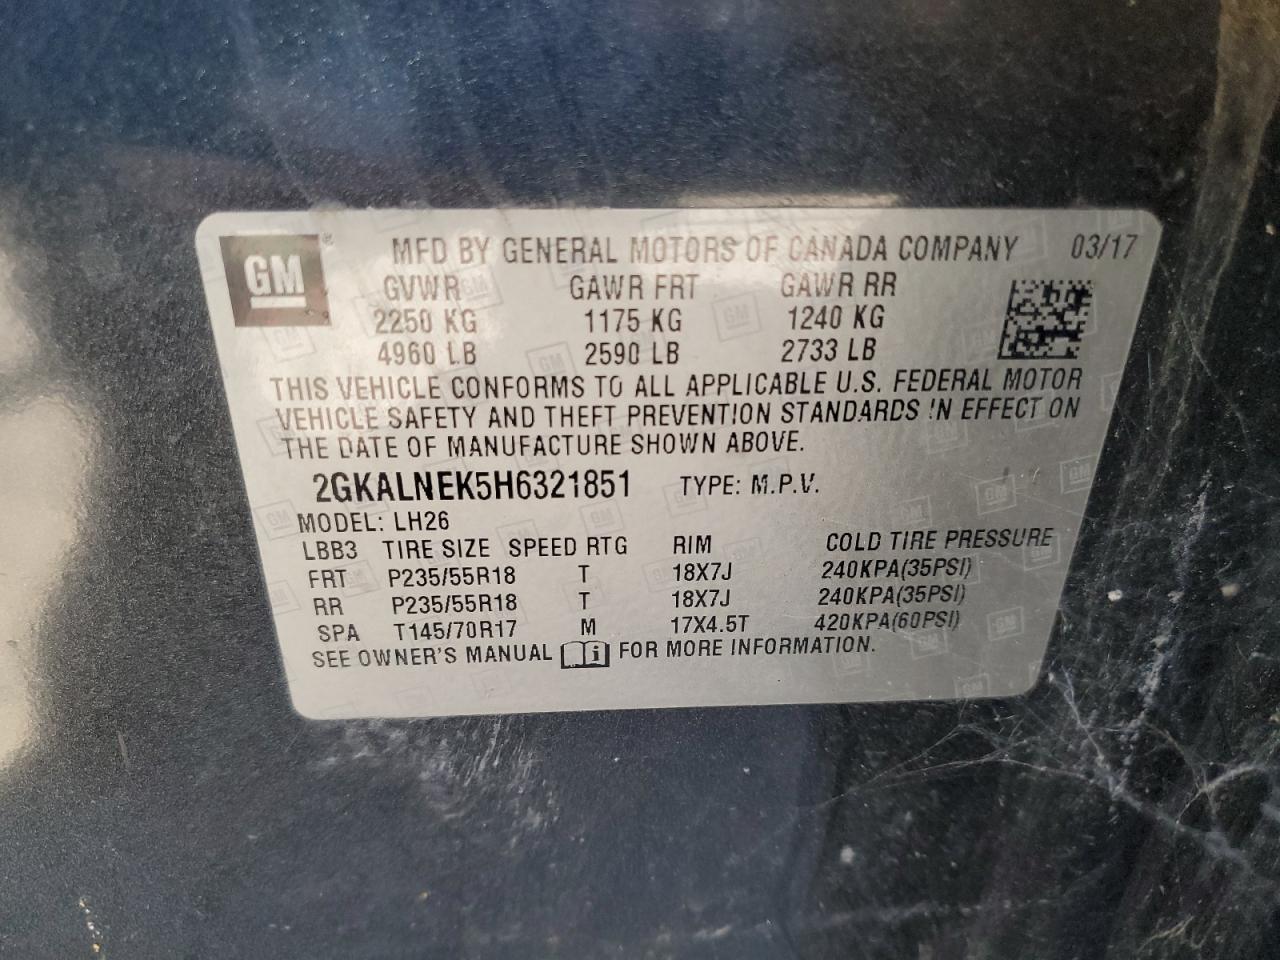 GM ® MFD BY GENERAL MOTORS OF CANADA COMPANY 03/17
GVWR GAWR FRT GAWR RR
2250 KG 1175 KG 1240 KG
4960 LB 2590 LB 2733 LB
THIS VEHICLE CONFORMS TO ALL APPLICABLE U.S. FEDERAL MOTOR
VEHICLE SAFETY AND THEFT PREVENTION STANDARDS IN EFFECT ON
THE DATE OF MANUFACTURE SHOWN ABOVE.
2GKALNEK5H6321851 TYPE: M.P.V.
MODEL: LH26
LBB3 TIRE SIZE SPEED RTG RIM COLD TIRE PRESSURE
FRT P235/55R18 T 18X7J 240KPA(35PSI)
RR P235/55R18 T 18X7J 240KPA(35PSI)
SPA T145/70R17 M 17X4.5T 420KPA(60PSI)
SEE OWNER'S MANUAL i FOR MORE INFORMATION.